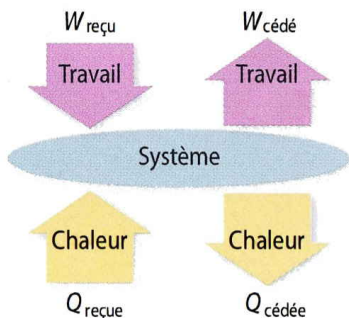 W reçu
W cédé
Travail
Travail
Système
Chaleur
Chaleur
Q reçue
Q cédée